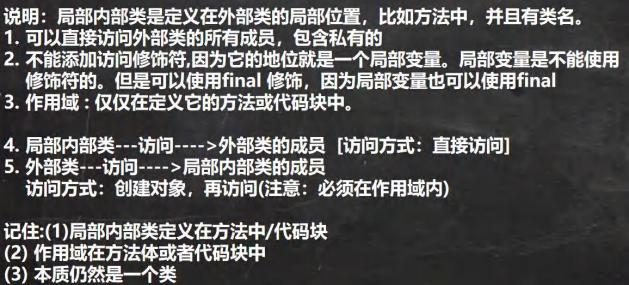 说明：局部内部类是定义在外部类的局部位置，比如方法中，并且有类名。
1. 可以直接访问外部类的所有成员，包含私有的
2. 不能添加访问修饰符,因为它的地位就是一个局部变量。局部变量是不能使用
修饰符的。但是可以使用final 修饰，因为局部变量也可以使用final
3. 作用域 : 仅仅在定义它的方法或代码块中。
4. 局部内部类---访问---->外部类的成员 [访问方式：直接访问]
5. 外部类---访问---->局部内部类的成员
访问方式：创建对象，再访问(注意：必须在作用域内)
记住:(1)局部内部类定义在方法中/代码块
(2) 作用域在方法体或者代码块中
(3) 本质仍然是一个类